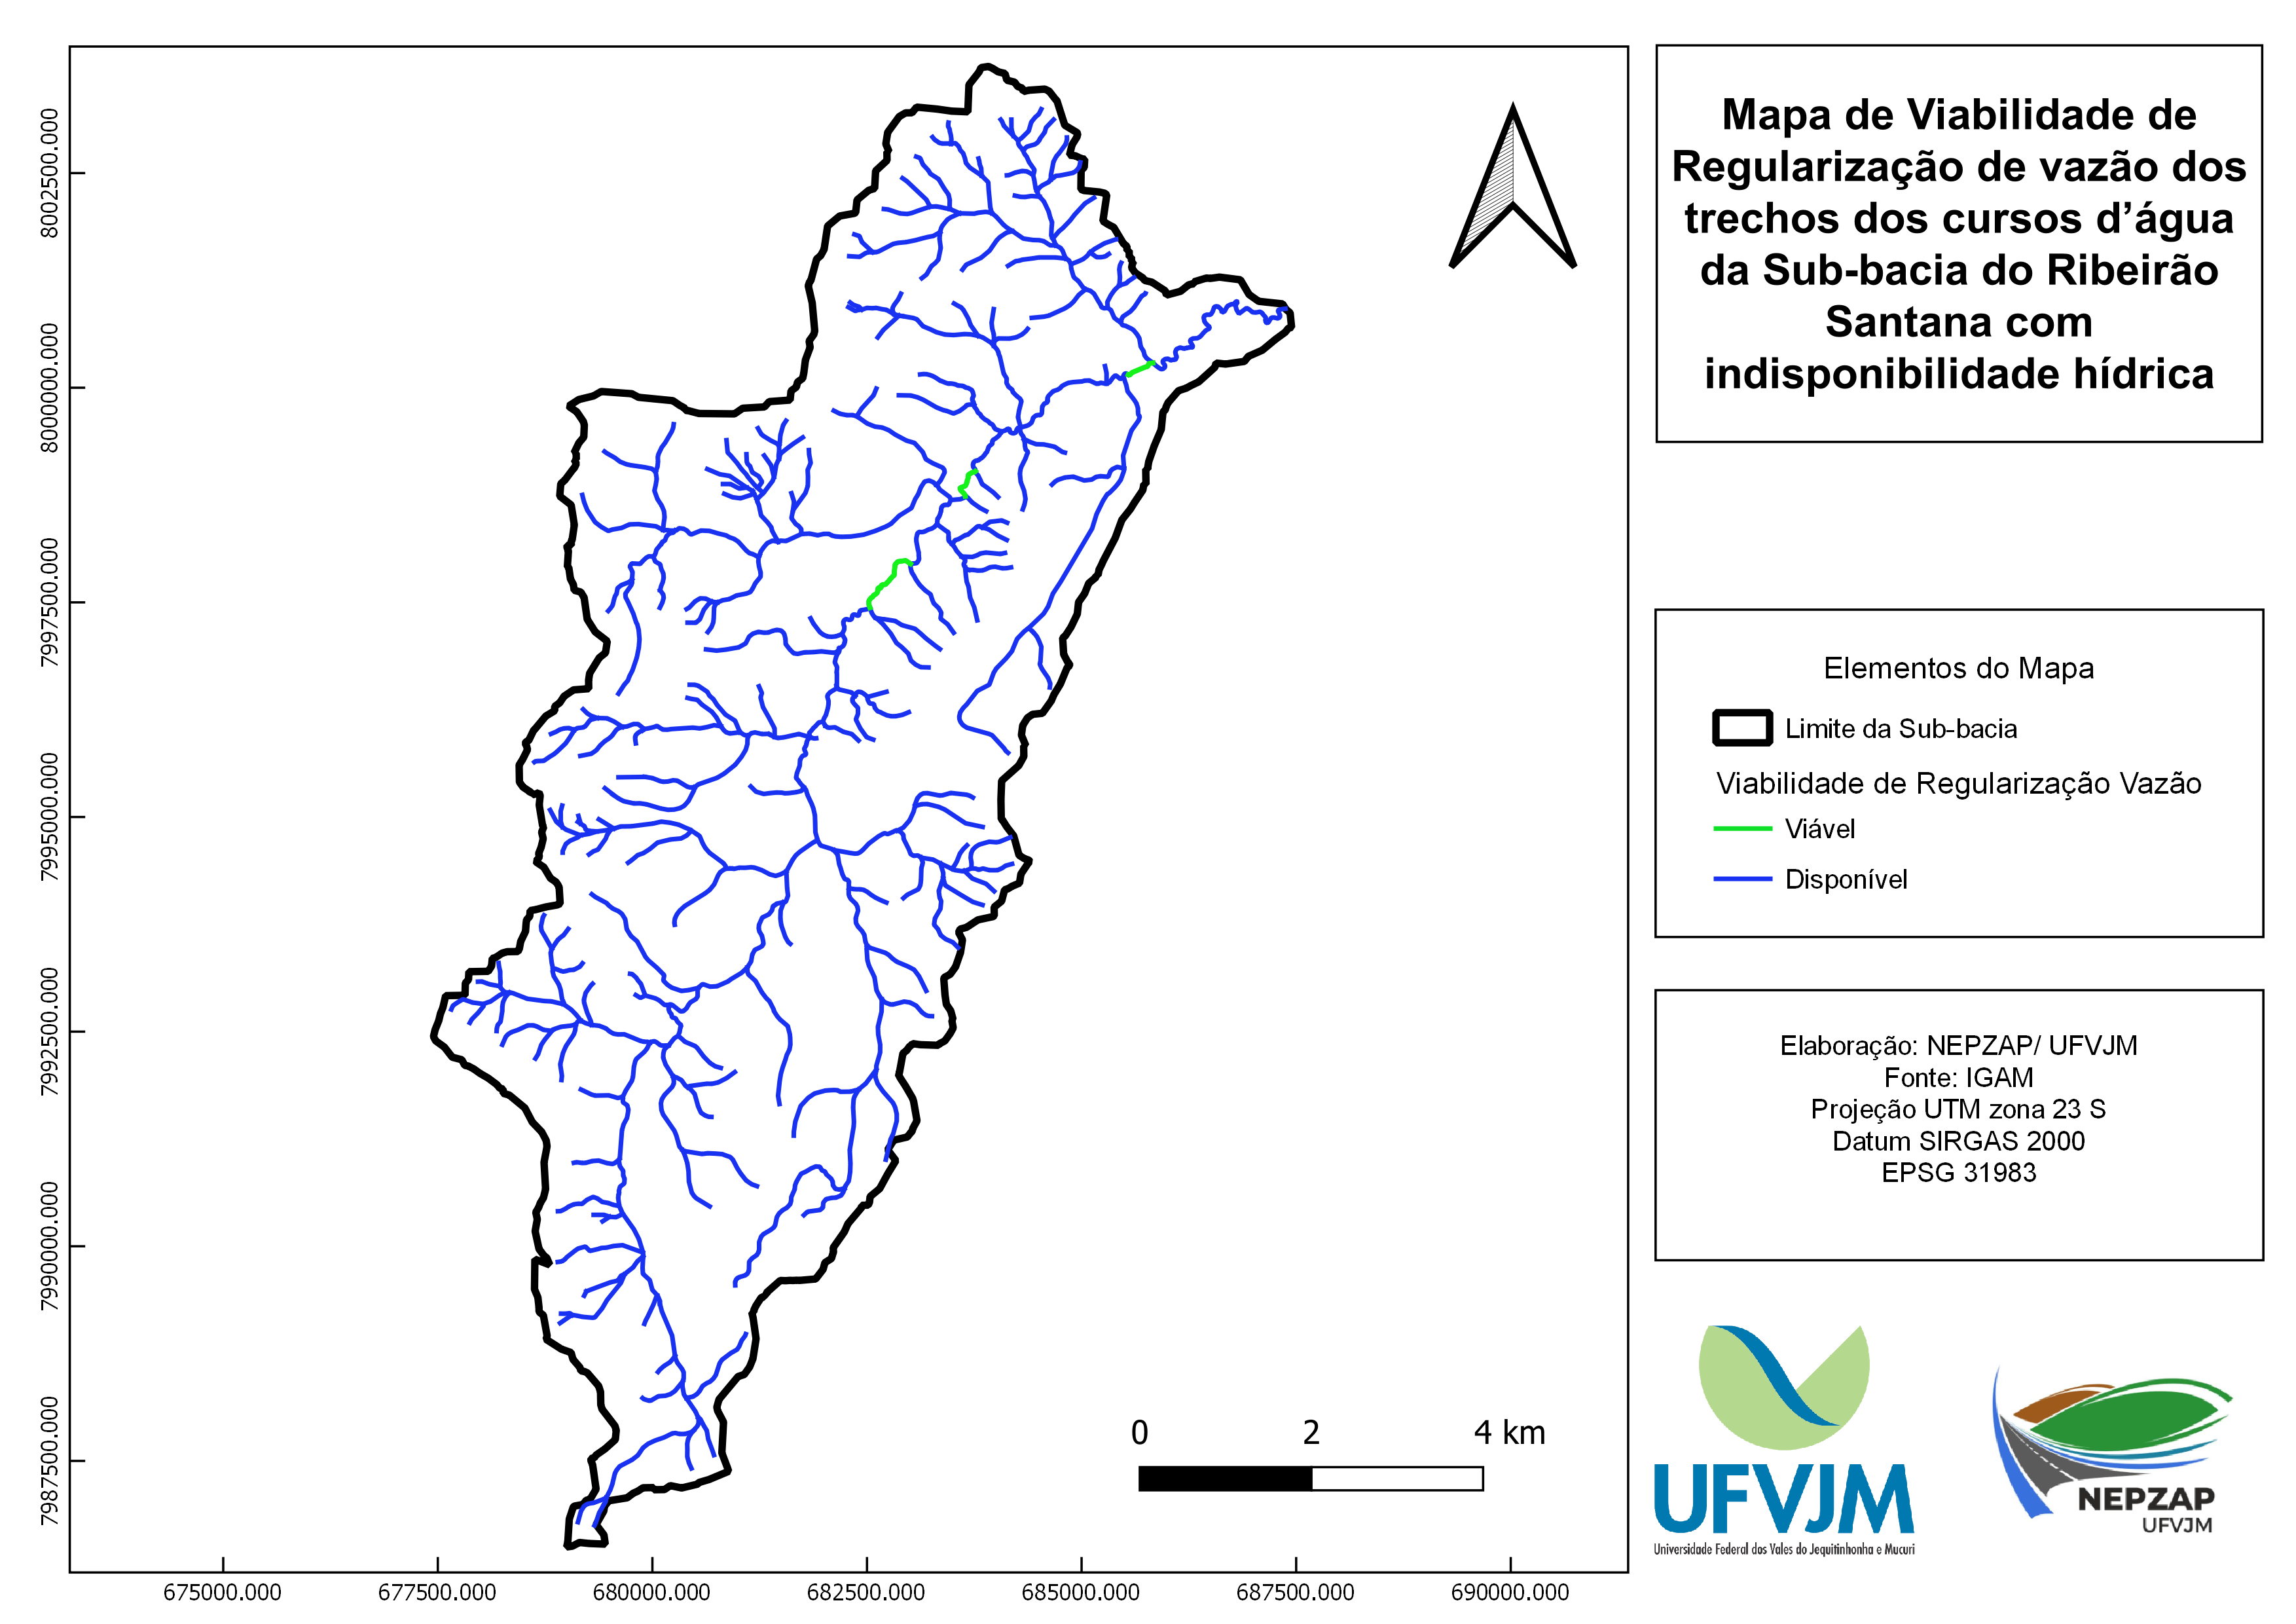 Mapa de Viabilidade de
Regularização de vazão dos
trechos dos cursos d’água
da Sub-bacia do Ribeirão
Santana com
indisponibilidade hídrica
Elementos do Mapa
Limite da Sub-bacia
Viabilidade de Regularização Vazão
Viável
Disponível
Elaboração: NEPZAP/ UFVJM
Fonte: IGAM
Projeção UTM zona 23 S
Datum SIRGAS 2000
EPSG 31983
UFVJM
Universidade Federal dos Vales do Jequitinhonha e Mucuri
NEPZAP
UFVJM
8002500.000
8000000.000
7997500.000
7995000.000
7992500.000
7990000.000
7987500.000
0 2 4 km
675000.000 677500.000 680000.000 682500.000 685000.000 687500.000 690000.000